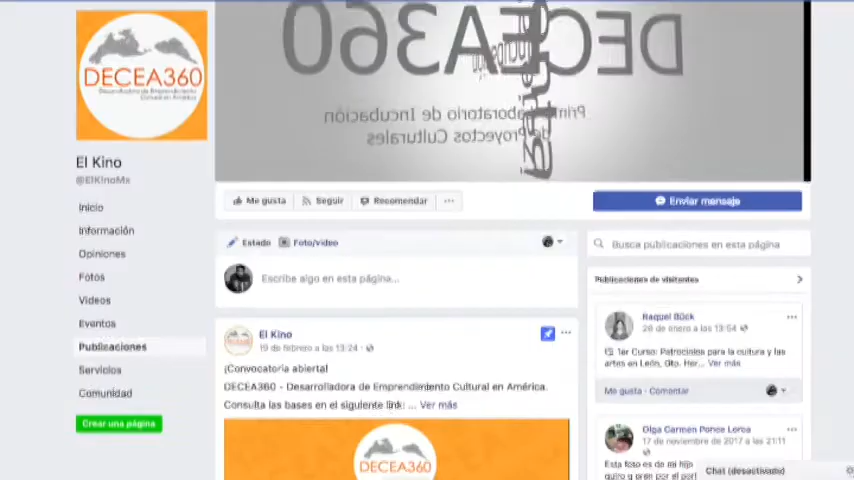 DECEA360
Desarrolladora de Emprendimiento
Cultural en América
DECEA360
Primer Laboratorio de Incubación
de Proyectos Culturales
El Kino
@ElKinoMx
Inicio
Información
Opiniones
Fotos
Videos
Eventos
Publicaciones
Servicios
Comunidad
Crear una página
Me gusta
Seguir
Recomendar
...
Enviar mensaje
Estado
Foto/video
Escribe algo en esta página...
El Kino
19 de febrero a las 13:24 ·
¡Convocatoria abierta!
DECEA360 - Desarrolladora de Emprendimiento Cultural en América.
Consulta las bases en el siguiente link: ... Ver más
DECEA360
Busca publicaciones en esta página
Publicaciones de visitantes
Raquel Bück
26 de enero a las 13:54
1er Curso: Patrocinios para la cultura y las
artes en León, Gto. Her... Ver más
Me gusta · Comentar
Olga Carmen Ponce Lorca
17 de noviembre de 2017 a las 21:11
Esta foto es de mi hijo
Chat (desactivado)